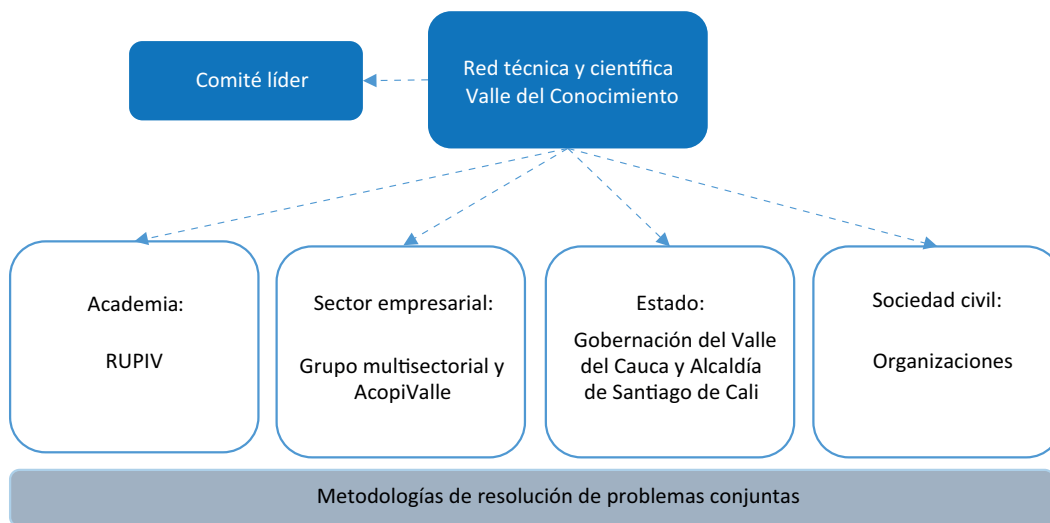 Comité líder
Red técnica y científica
Valle del Conocimiento
Academia:
RUPIV
Sector empresarial:
Grupo multisectorial y
AcopiValle
Estado:
Gobernación del Valle
del Cauca y Alcaldía
de Santiago de Cali
Sociedad civil:
Organizaciones
Metodologías de resolución de problemas conjuntas